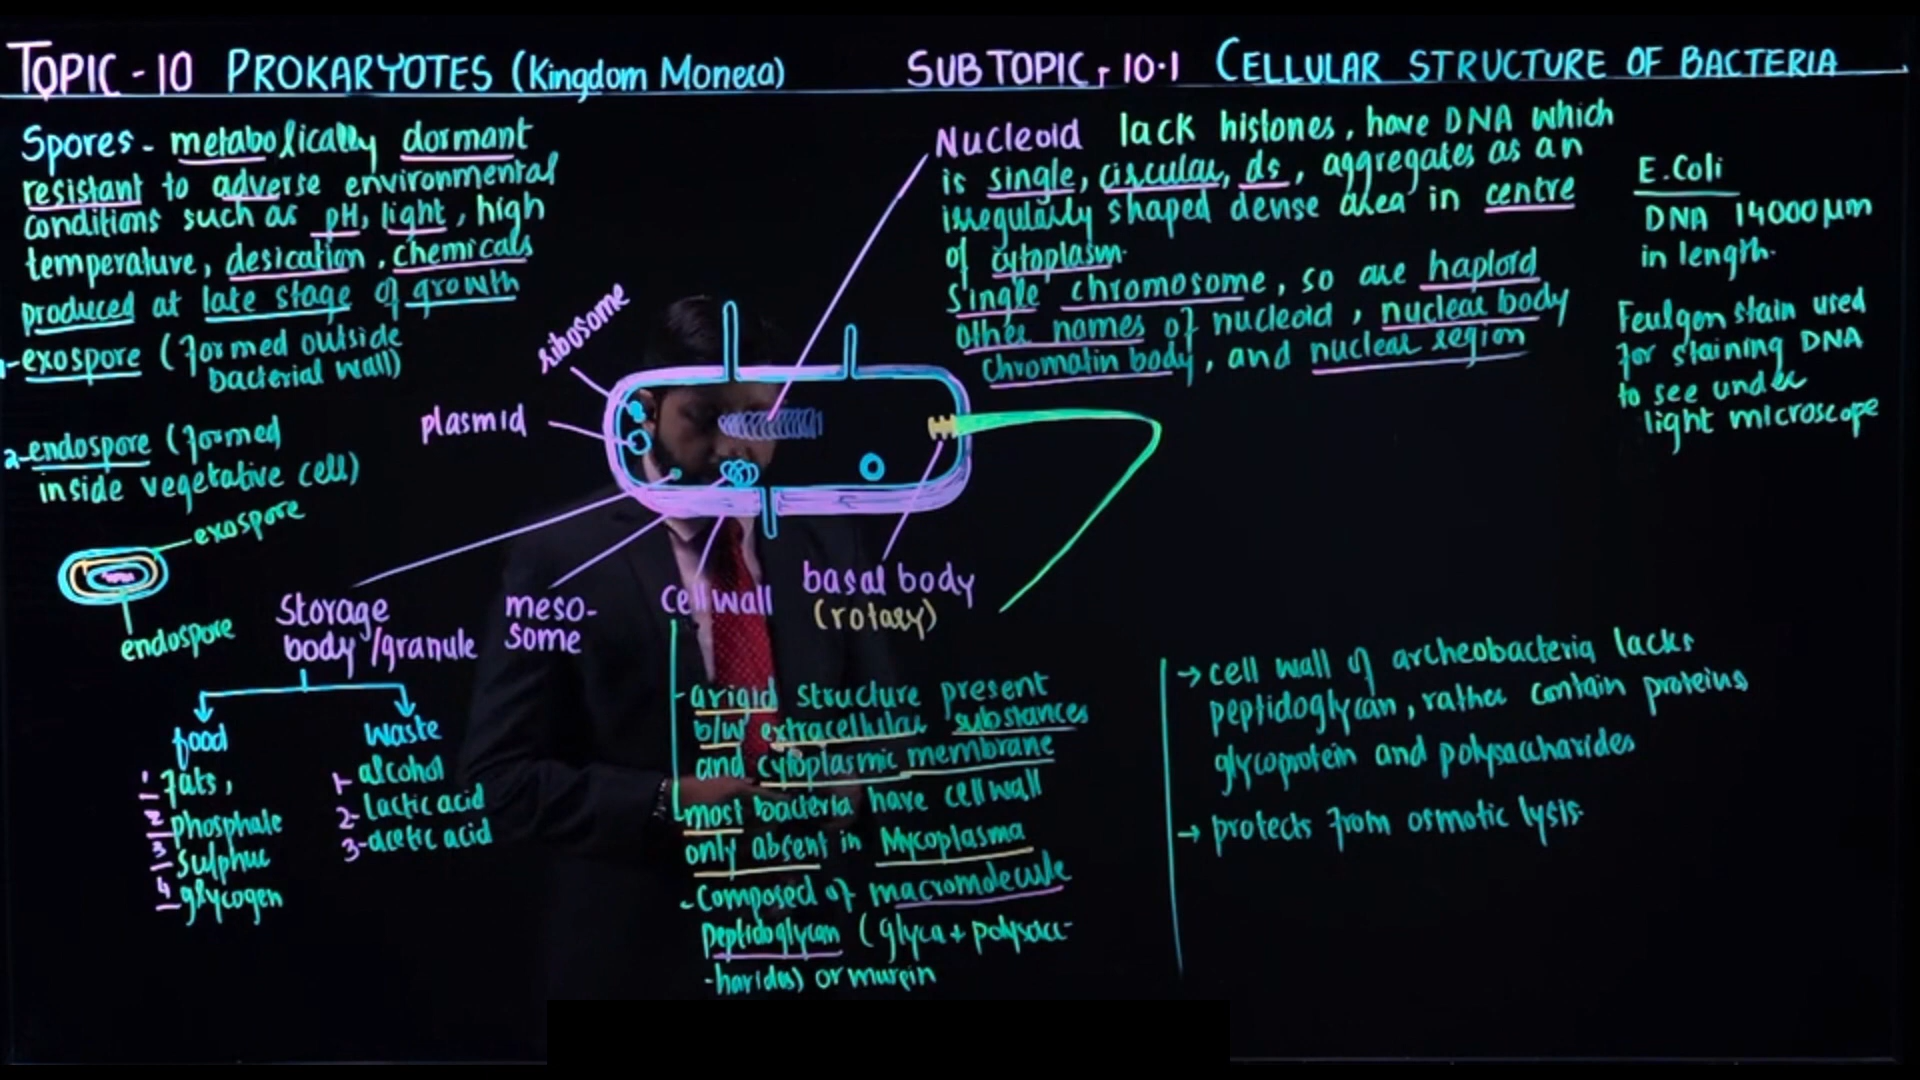 TOPIC - 10 PROKARYOTES (Kingdom Monera)
SUBTOPIC - 10.1 CELLULAR STRUCTURE OF BACTERIA
Spores - metabolically dormant
resistant to adverse environmental
conditions such as pH, light, high
temperature, desication, chemicals
produced at late stage of growth
1-exospore (formed outside
bacterial wall)
2-endospore (formed
inside vegetative cell)
exospore
endospore
ribosome
plasmid
Storage
body/granule
food
1 fats,
2 phosphate
3 Sulphur
4 glycogen
waste
1- alcohol
2- Lactic acid
3- acetic acid
meso-
some
cell wall
basal body
(rotary)
- a rigid structure present
b/w extracellular substances
and cytoplasmic membrane
most bacteria have cell wall
only absent in Mycoplasma
- Composed of macromolecule
Peptidoglycan (glyca + polysacc-
-harides) or murein
Nucleoid lack histones, have DNA which
is single, circular, ds, aggregates as an
irregularly shaped dense area in centre
of cytoplasm.
Single chromosome, so are haploid
other names of nucleoid, nuclear body
Chromatin body, and nuclear region
E.Coli
DNA 14000 µm
in length.
Feulgen stain used
for staining DNA
to see under
light microscope
→ cell wall of archeobacteria lacks
peptidoglycan, rather contain proteins
glycoprotein and polysaccharides
→ protects from osmotic lysis.